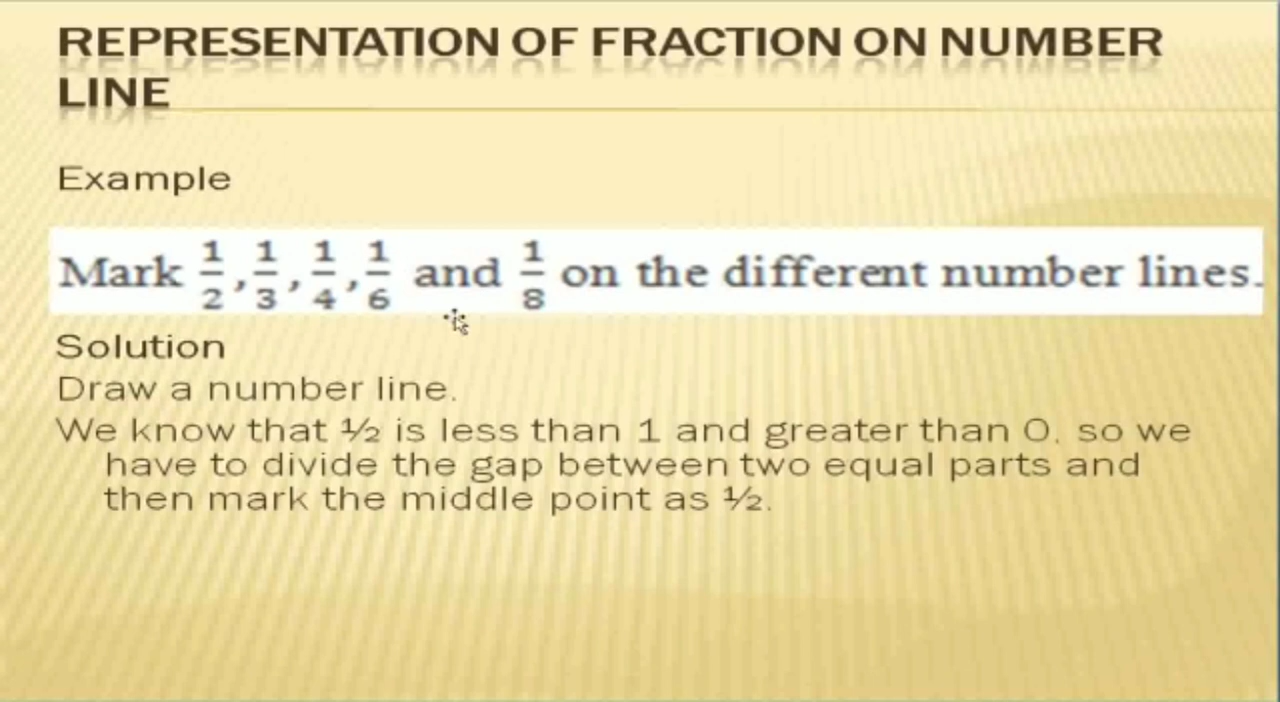 REPRESENTATION OF FRACTION ON NUMBER
LINE
Example
Mark 1/2, 1/3, 1/4, 1/6 and 1/8 on the different number lines.
Solution
Draw a number line.
We know that ½ is less than 1 and greater than 0. so we
have to divide the gap between two equal parts and
then mark the middle point as ½.